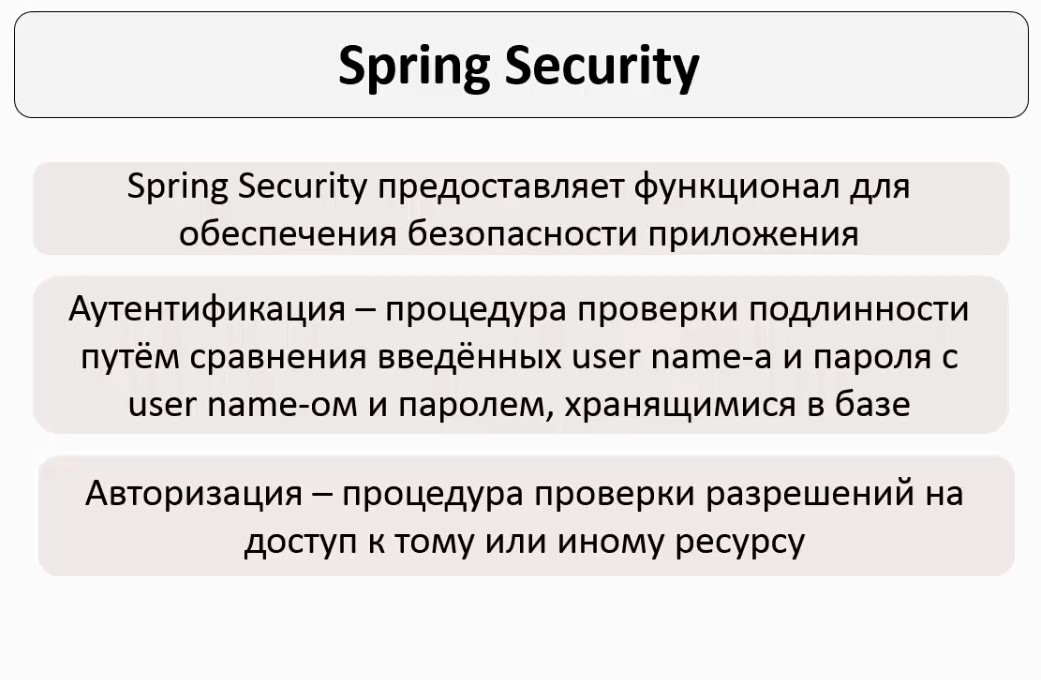 Spring Security
Spring Security предоставляет функционал для
обеспечения безопасности приложения
Аутентификация – процедура проверки подлинности
путём сравнения введённых user name-а и пароля с
user name-ом и паролем, хранящимися в базе
Авторизация – процедура проверки разрешений на
доступ к тому или иному ресурсу